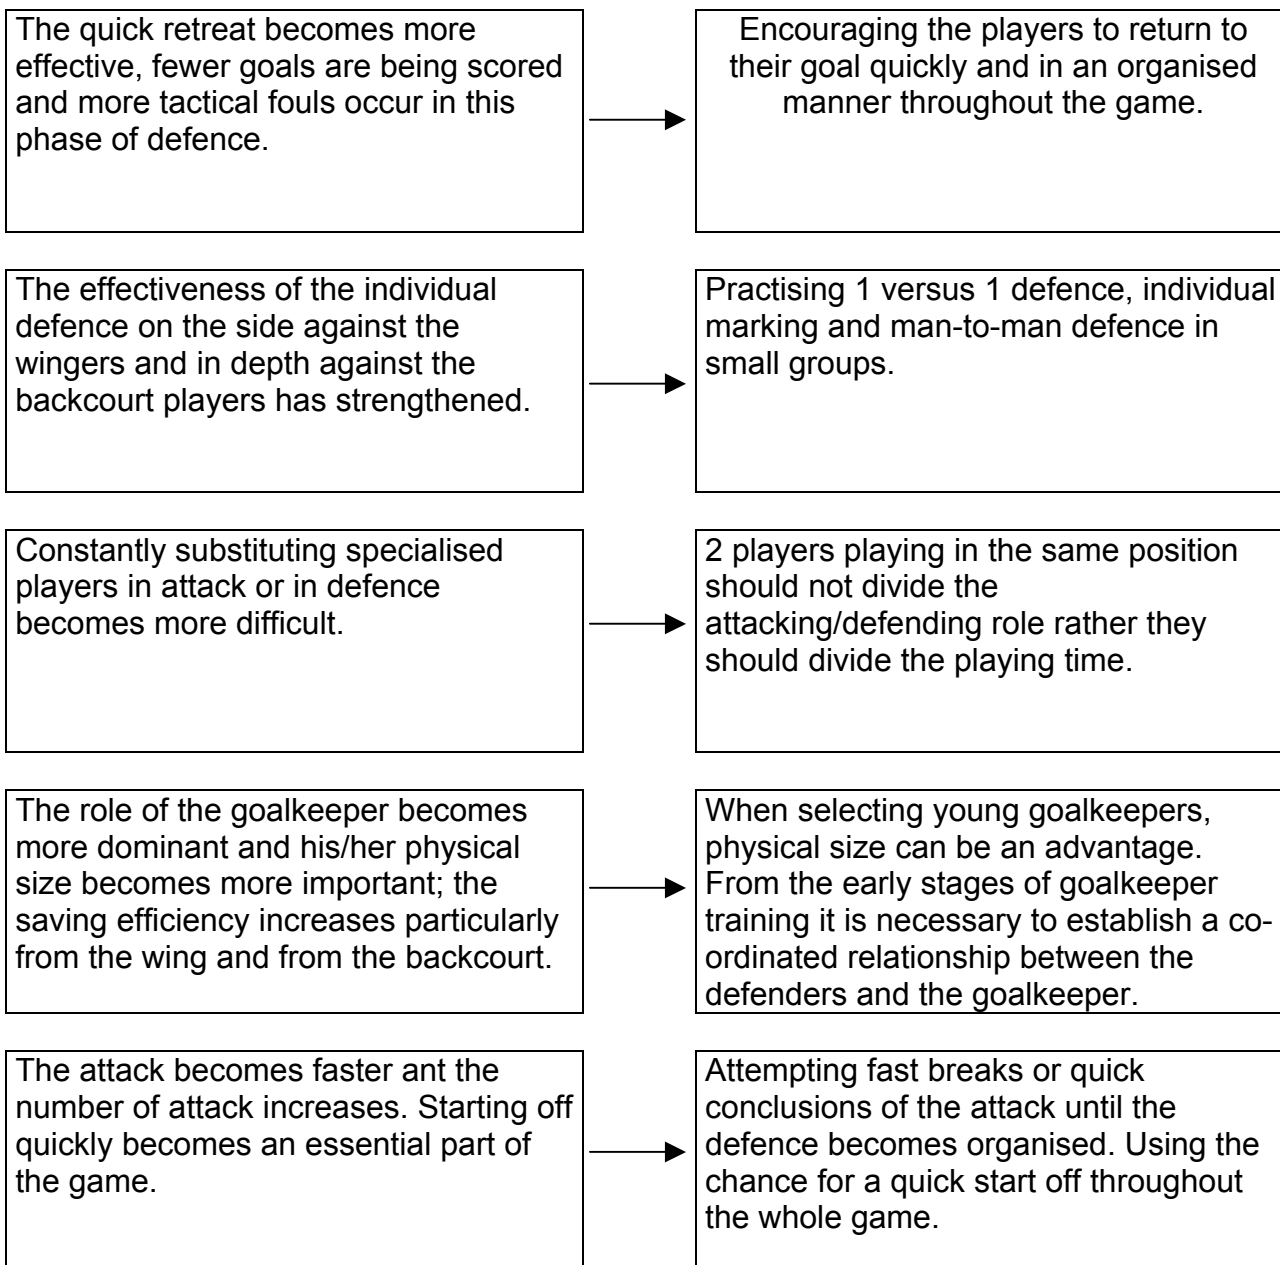 The quick retreat becomes more
effective, fewer goals are being scored
and more tactical fouls occur in this
phase of defence.
Encouraging the players to return to
their goal quickly and in an organised
manner throughout the game.
The effectiveness of the individual
defence on the side against the
wingers and in depth against the
backcourt players has strengthened.
Practising 1 versus 1 defence, individual
marking and man-to-man defence in
small groups.
Constantly substituting specialised
players in attack or in defence
becomes more difficult.
2 players playing in the same position
should not divide the
attacking/defending role rather they
should divide the playing time.
The role of the goalkeeper becomes
more dominant and his/her physical
size becomes more important; the
saving efficiency increases particularly
from the wing and from the backcourt.
When selecting young goalkeepers,
physical size can be an advantage.
From the early stages of goalkeeper
training it is necessary to establish a co-
ordinated relationship between the
defenders and the goalkeeper.
The attack becomes faster ant the
number of attack increases. Starting off
quickly becomes an essential part of
the game.
Attempting fast breaks or quick
conclusions of the attack until the
defence becomes organised. Using the
chance for a quick start off throughout
the whole game.